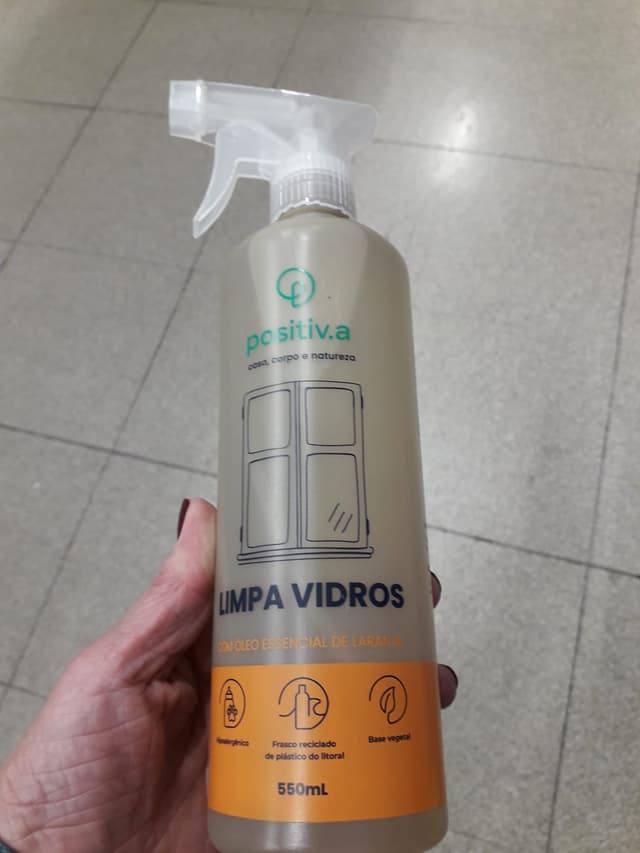 positiv.a
casa, corpo e natureza
LIMPA VIDROS
COM ÓLEO ESSENCIAL DE LARANJA
Hipoalergênico
Frasco reciclado
de plástico do litoral
Base vegetal
550mL